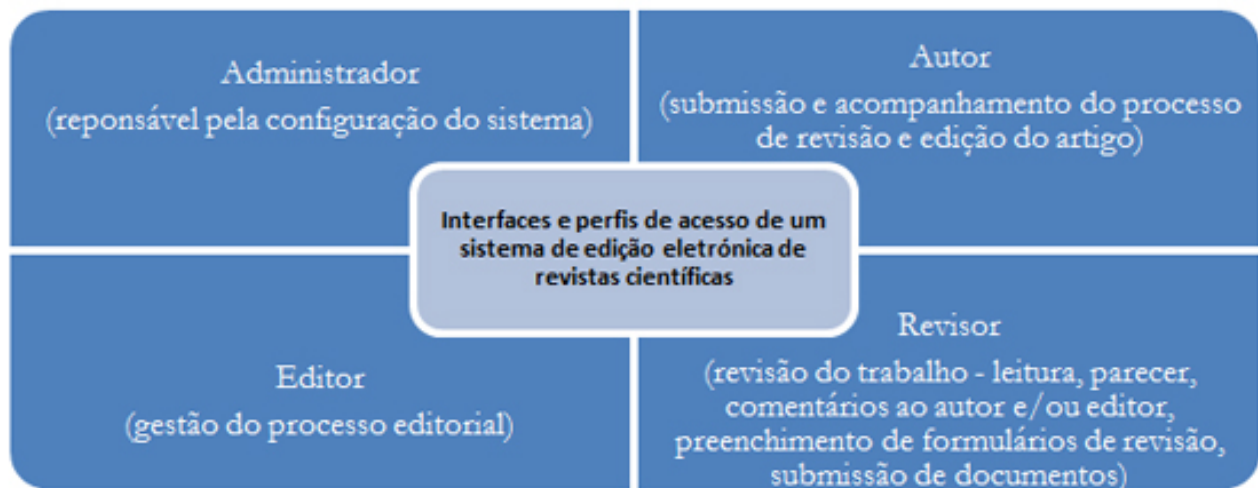 Administrador
(reponsável pela configuração do sistema)
Autor
(submissão e acompanhamento do processo
de revisão e edição do artigo)
Interfaces e perfis de acesso de um
sistema de edição eletrónica de
revistas científicas
Editor
(gestão do processo editorial)
Revisor
(revisão do trabalho - leitura, parecer,
comentários ao autor e/ou editor,
preenchimento de formulários de revisão,
submissão de documentos)